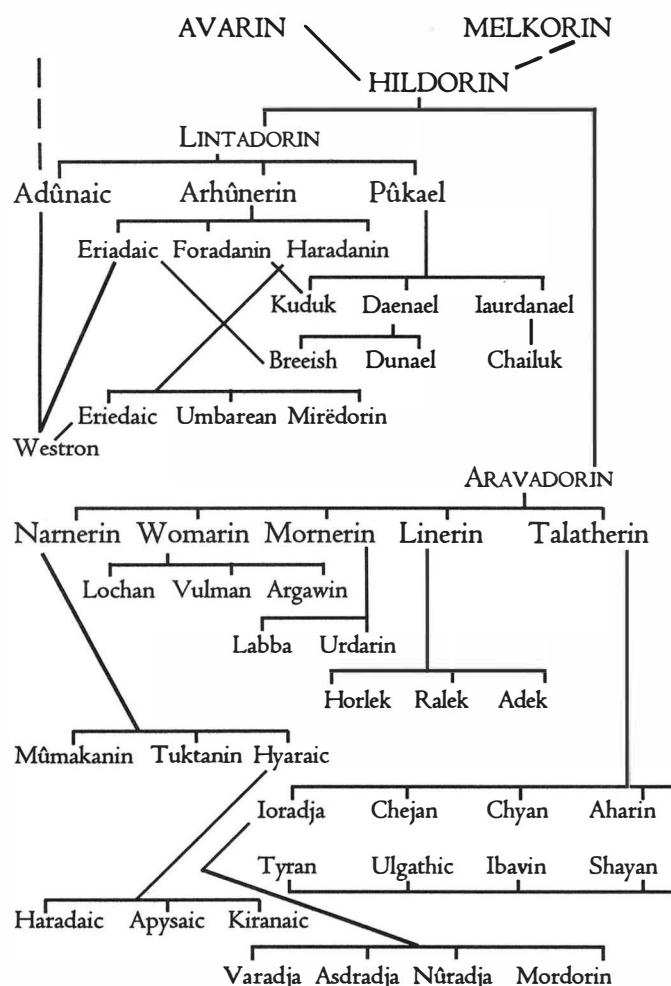 AVARIN MELKORIN
HILDORIN
LINTADORIN
Adûnaic Arhûnerin Pûkael
Eriadaic Foradanin Haradanin
Kuduk Daenael Iaurdanael
Breeish Dunael Chailuk
Eriedaic Umbarean Mirëdorin
Westron
ARAVADORIN
Narnerin Womarin Mornerin Linerin Talatherin
Lochan Vulman Argawin
Labba Urdarin
Horlek Ralek Adek
Mûmakanin Tuktanin Hyaraic
Ioradja Chejan Chyan Aharin
Tyran Ulgathic Ibavin Shayan
Haradaic Apysaic Kiranaic
Varadja Asdradja Nûradja Mordorin